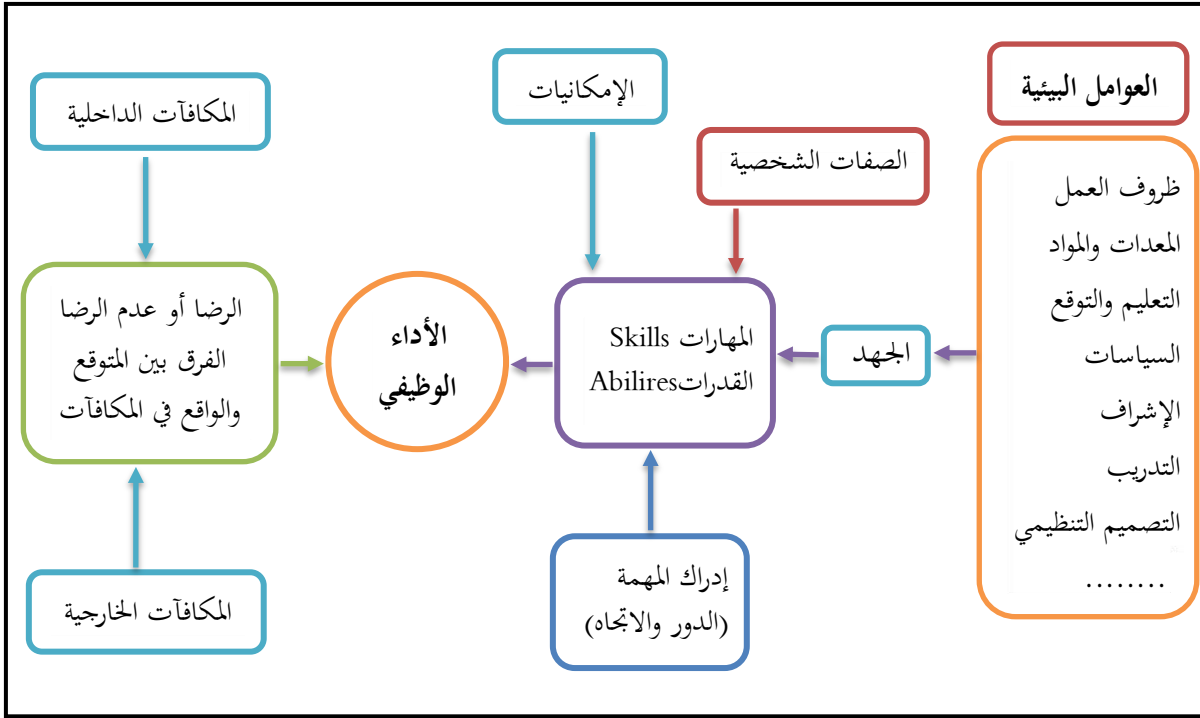 العوامل البيئية
ظروف العمل
المعدات والمواد
التعليم والتوقع
السياسات
الإشراف
التدريب
التصميم التنظيمي
........
الجهد
الصفات الشخصية
الإمكانيات
المهارات Skills
القدراتAbilires
إدراك المهمة
(الدور والاتجاه)
الأداء
الوظيفي
المكافآت الداخلية
الرضا أو عدم الرضا
الفرق بين المتوقع
والواقع في المكافآت
المكافآت الخارجية